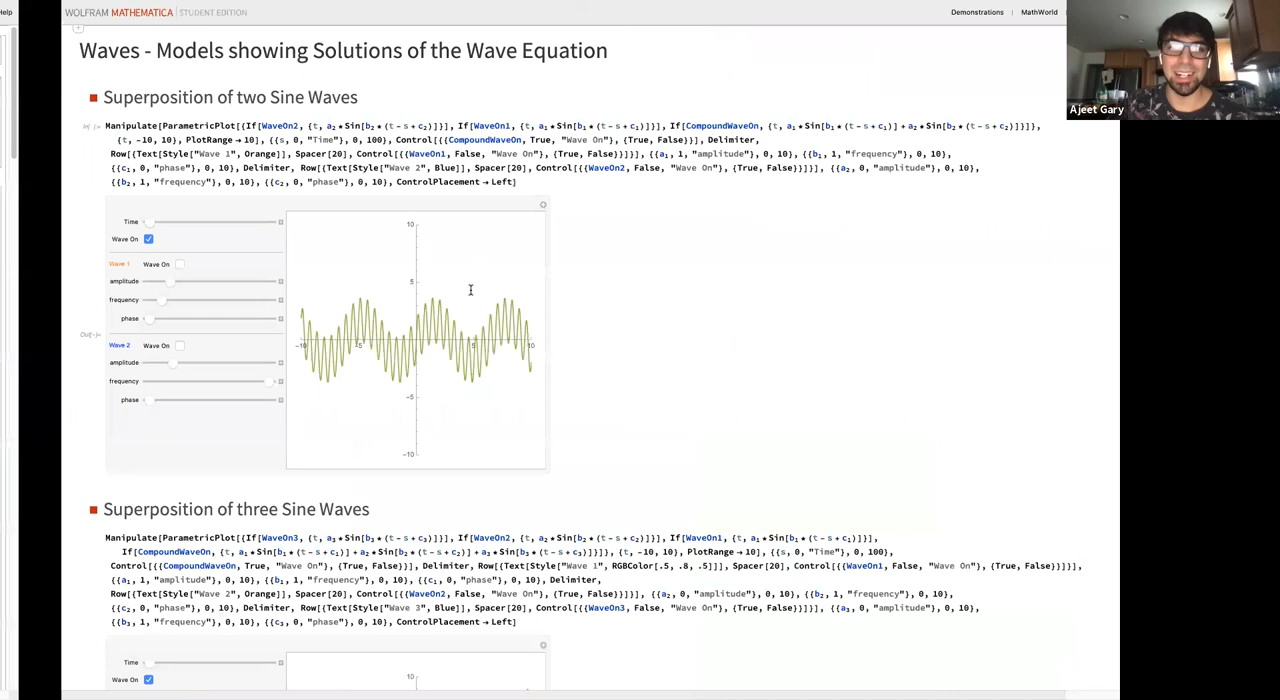 Help
WOLFRAM MATHEMATICA | STUDENT EDITION
Demonstrations | MathWorld |
Ajeet Gary
Waves - Models showing Solutions of the Wave Equation
Superposition of two Sine Waves
In[ ]:= Manipulate[ParametricPlot[{If[WaveOn2, {t, a₂*Sin[b₂*(t-s+c₂)]}], If[WaveOn1, {t, a₁*Sin[b₁*(t-s+c₁)]}], If[CompoundWaveOn, {t, a₁*Sin[b₁*(t-s+c₁)]+a₂*Sin[b₂*(t-s+c₂)]}]},
{t, -10, 10}, PlotRange→10], {{s, 0, "Time"}, 0, 100}, Control[{{CompoundWaveOn, True, "Wave On"}, {True, False}}], Delimiter,
Row[{Text[Style["Wave 1", Orange]], Spacer[20], Control[{{WaveOn1, False, "Wave On"}, {True, False}}]}], {{a₁, 1, "amplitude"}, 0, 10}, {{b₁, 1, "frequency"}, 0, 10},
{{c₁, 0, "phase"}, 0, 10}, Delimiter, Row[{Text[Style["Wave 2", Blue]], Spacer[20], Control[{{WaveOn2, False, "Wave On"}, {True, False}}]}], {{a₂, 0, "amplitude"}, 0, 10},
{{b₂, 1, "frequency"}, 0, 10}, {{c₂, 0, "phase"}, 0, 10}, ControlPlacement→Left]
Time
Wave On
Wave 1 Wave On
amplitude
frequency
phase
Out[ ]=
Wave 2 Wave On
amplitude
frequency
phase
10
5
-10 -5 5 10
-5
-10
Superposition of three Sine Waves
Manipulate[ParametricPlot[{If[WaveOn3, {t, a₃*Sin[b₃*(t-s+c₃)]}], If[WaveOn2, {t, a₂*Sin[b₂*(t-s+c₂)]}], If[WaveOn1, {t, a₁*Sin[b₁*(t-s+c₁)]}],
If[CompoundWaveOn, {t, a₁*Sin[b₁*(t-s+c₁)]+a₂*Sin[b₂*(t-s+c₂)]+a₃*Sin[b₃*(t-s+c₃)]}]}, {t, -10, 10}, PlotRange→10], {{s, 0, "Time"}, 0, 100},
Control[{{CompoundWaveOn, True, "Wave On"}, {True, False}}], Delimiter, Row[{Text[Style["Wave 1", RGBColor[.5, .8, .5]]], Spacer[20], Control[{{WaveOn1, False, "Wave On"}, {True, False}}]}],
{{a₁, 1, "amplitude"}, 0, 10}, {{b₁, 1, "frequency"}, 0, 10}, {{c₁, 0, "phase"}, 0, 10}, Delimiter,
Row[{Text[Style["Wave 2", Orange]], Spacer[20], Control[{{WaveOn2, False, "Wave On"}, {True, False}}]}], {{a₂, 0, "amplitude"}, 0, 10}, {{b₂, 1, "frequency"}, 0, 10},
{{c₂, 0, "phase"}, 0, 10}, Delimiter, Row[{Text[Style["Wave 3", Blue]], Spacer[20], Control[{{WaveOn3, False, "Wave On"}, {True, False}}]}], {{a₃, 0, "amplitude"}, 0, 10},
{{b₃, 1, "frequency"}, 0, 10}, {{c₃, 0, "phase"}, 0, 10}, ControlPlacement→Left]
Time
Wave On
10